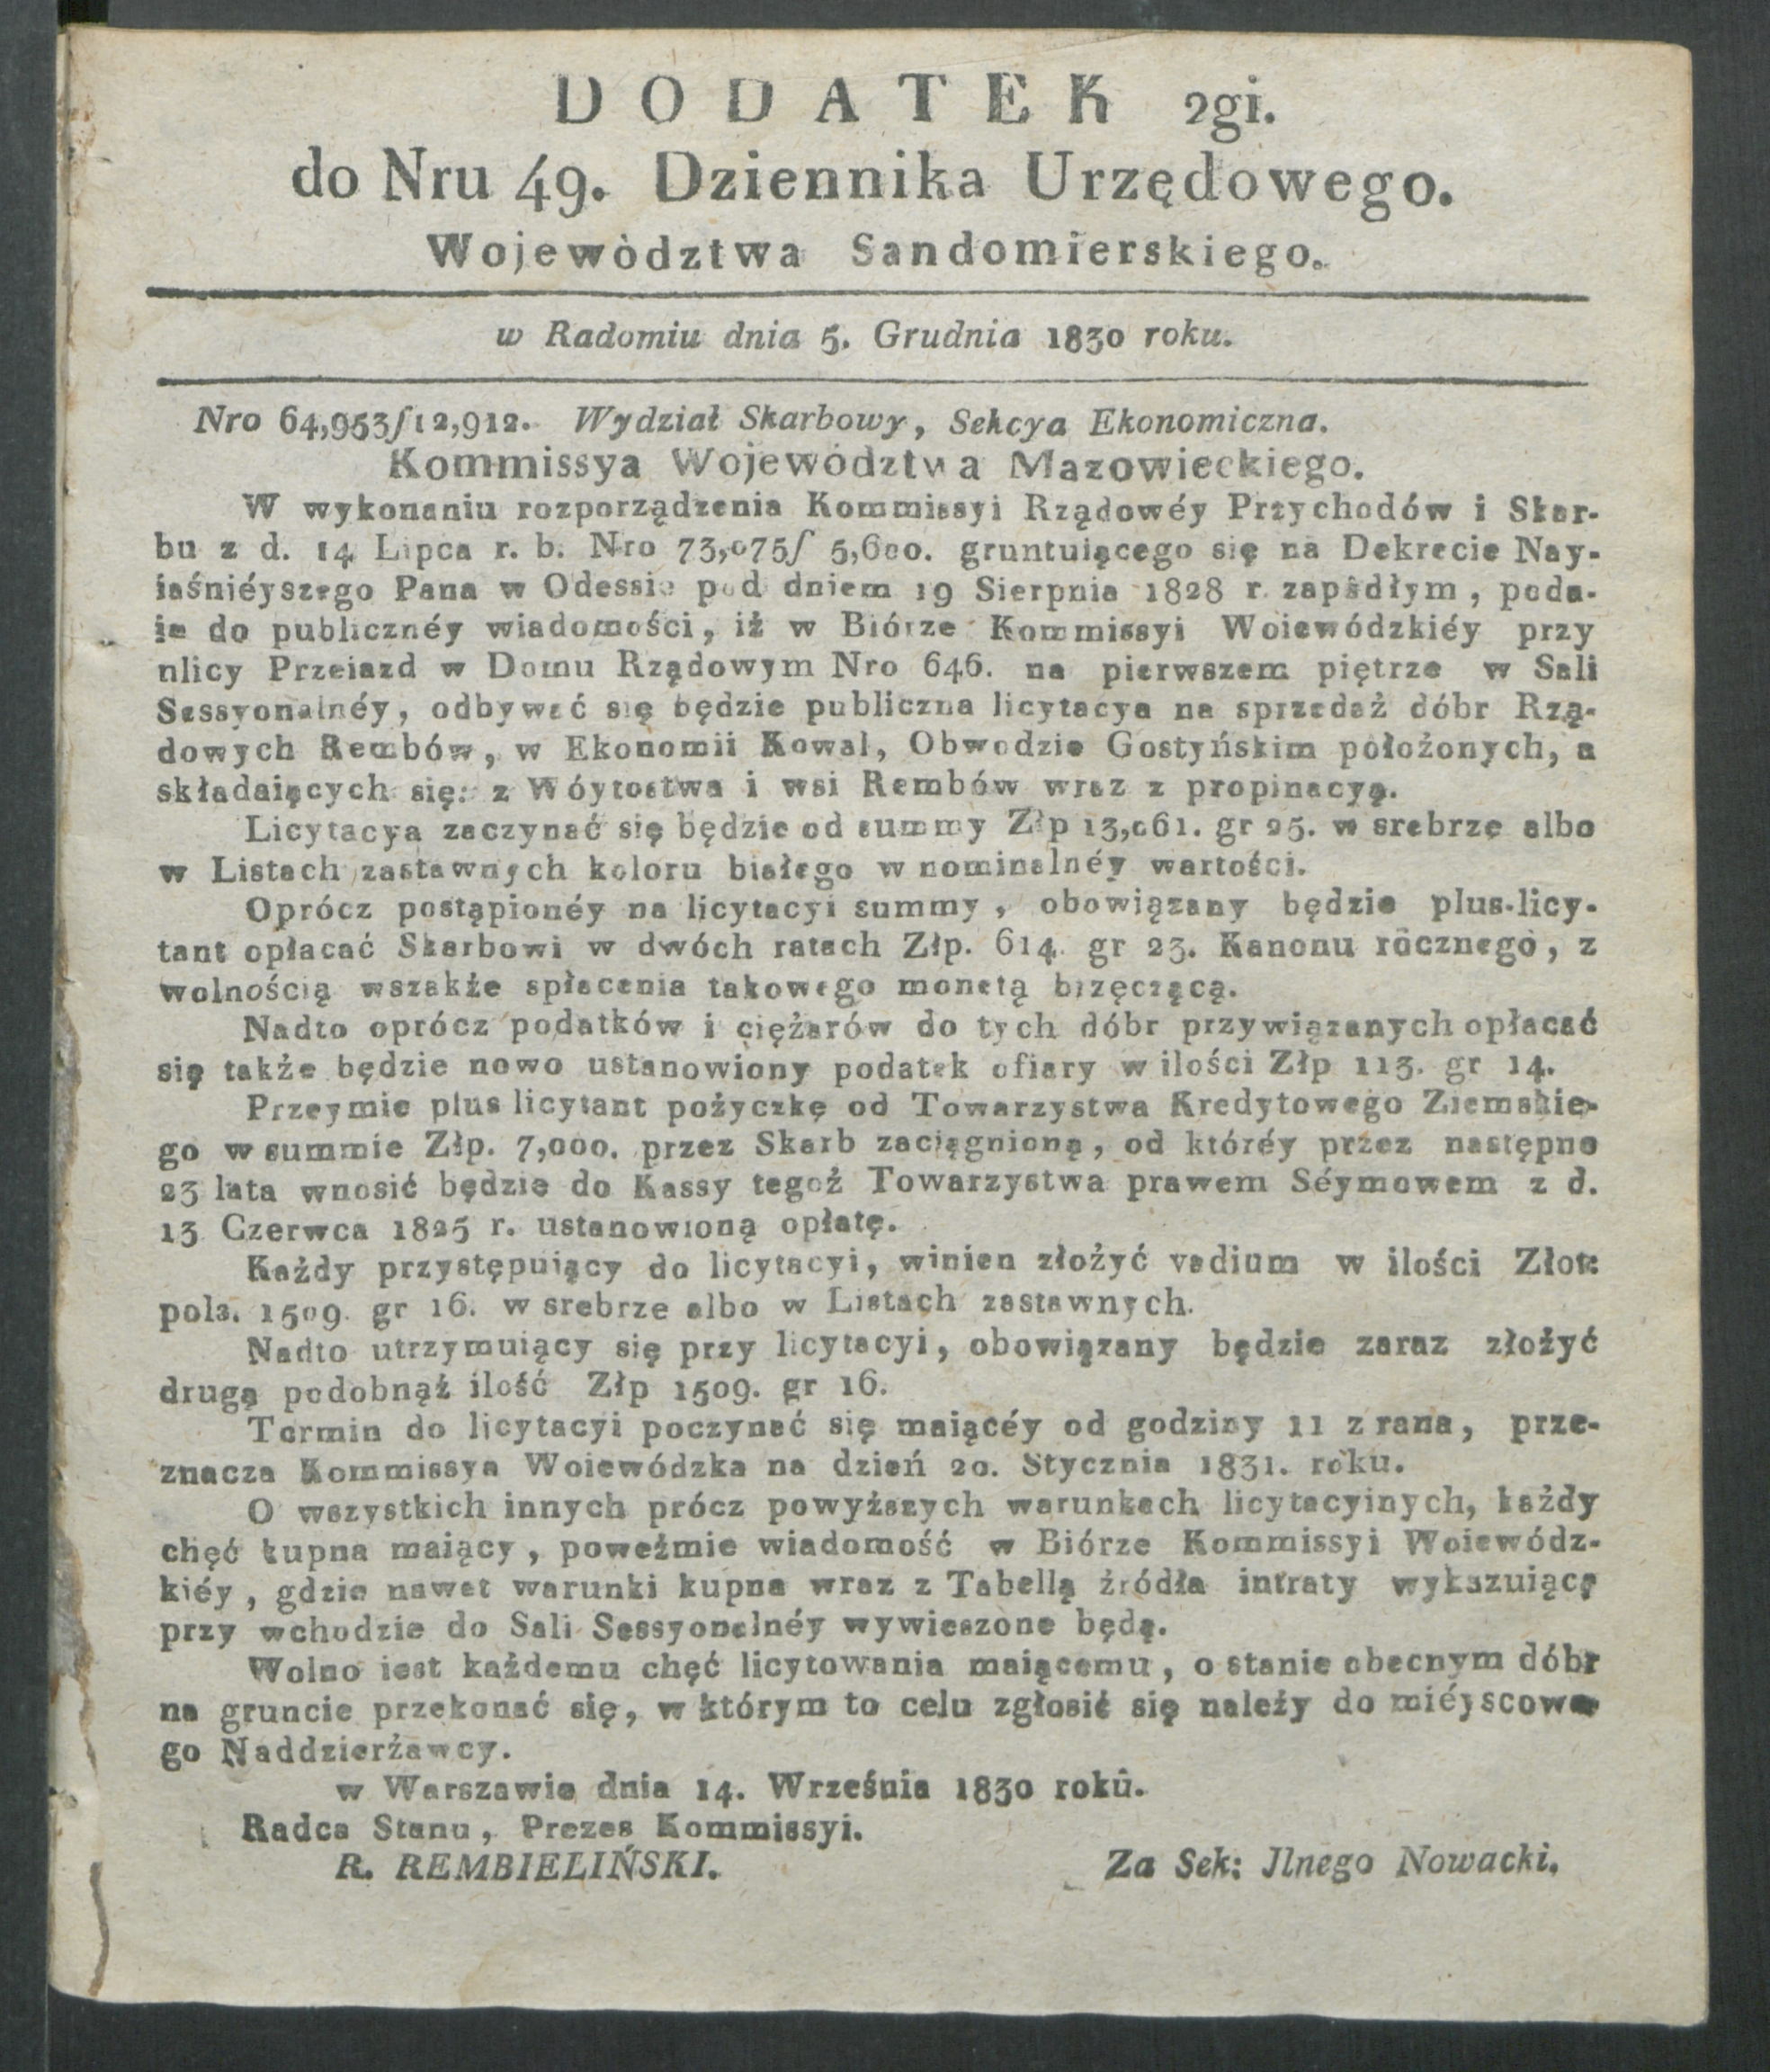 DODATEK 2gi.
do Nru 49. Dziennika Urzędowego.
Wojewòdztwa Sandomierskiego.
w Radomiu dnia 5. Grudnia 1830 roku.
Nro 64,953/12,912. Wydział Skarbowy, Sekcya Ekonomiczna.
Kommissya Wojewódtzwa Mazowieckiego.
W wykonaniu rozporządzenia Kommissyi Rządowéy Przychodów i Skar-
bu z d. 14 Lipca r. b. Nro 73,075/ 5,600. gruntuiącego się na Dekrecie Nay-
iaśniéyszego Pana w Odessie pod dniem 19 Sierpnia 1828 r. zapadłym, poda-
ie do publicznéy wiadomości, iż w Biórze Kommissyi Woiewódzkiéy przy
nlicy Przeiazd w Domu Rządowym Nro 646. na pierwszem piętrze w Sali
Sessyonalnéy, odbywać się będzie publiczna licytacya na sprzedaż dóbr Rzą-
dowych Rembów, w Ekonomii Kowal, Obwodzie Gostyńskim położonych, a
składaiących się: z Wóytostwa i wsi Rembów wraz z propinacyą.
Licytacya zaczynać się będzie od summy Złp 13,061. gr 25. w srebrze albo
w Listach zastawnych koloru białego w nominalnéy wartości.
Oprócz postąpionéy na licytacyi summy, obowiązany będzie plus-licy-
tant opłacać Skarbowi w dwóch ratach Złp. 614. gr 23. Kanonu rocznego, z
wolnością wszakże spłacenia takowego monetą brzęczącą.
Nadto oprócz podatków i ciężarów do tych dóbr przywiązanych opłacać
się także będzie nowo ustanowiony podatek ofiary w ilości Złp 113. gr 14.
Przeymie plus licytant pożyczkę od Towarzystwa Kredytowego Ziemskie-
go w summie Złp. 7,000. przez Skarb zaciągnioną, od któréy przez następne
23 lata wnosić będzie do Kassy tegoż Towarzystwa prawem Séymowem z d.
13 Czerwca 1825 r. ustanowioną opłatę.
Każdy przystępuiący do licytacyi, winien złożyć vadium w ilości Złot:
pols. 1509. gr 16. w srebrze albo w Listach zastawnych.
Nadto utrzymuiący się przy licytacyi, obowiązany będzie zaraz złożyć
drugą podobnąż ilość Złp 1509. gr 16.
Termin do licytacyi poczynać się maiącéy od godziny 11 z rana, prze-
znacza Kommissya Woiewódzka na dzień 20. Stycznia 1831. roku.
O wszystkich innych prócz powyższych warunkach licytacyinych, każdy
chęć kupna maiący, poweźmie wiadomość w Biórze Kommissyi Woiewódz-
kiéy, gdzie nawet warunki kupna wraz z Tabellą źródła intraty wykazuiącą
przy wchodzie do Sali Sessyonalnéy wywieszone będą.
Wolno iest każdemu chęć licytowania maiącemu, o stanie obecnym dóbr
na gruncie przekonać się, w którym to celu zgłosić się należy do miéyscowe-
go Naddzierżawcy.
w Warszawie dnia 14. Września 1830 roku.
Radca Stanu, Prezes Kommissyi.
R. REMBIELIŃSKI.
Za Sek: Jlnego Nowacki.